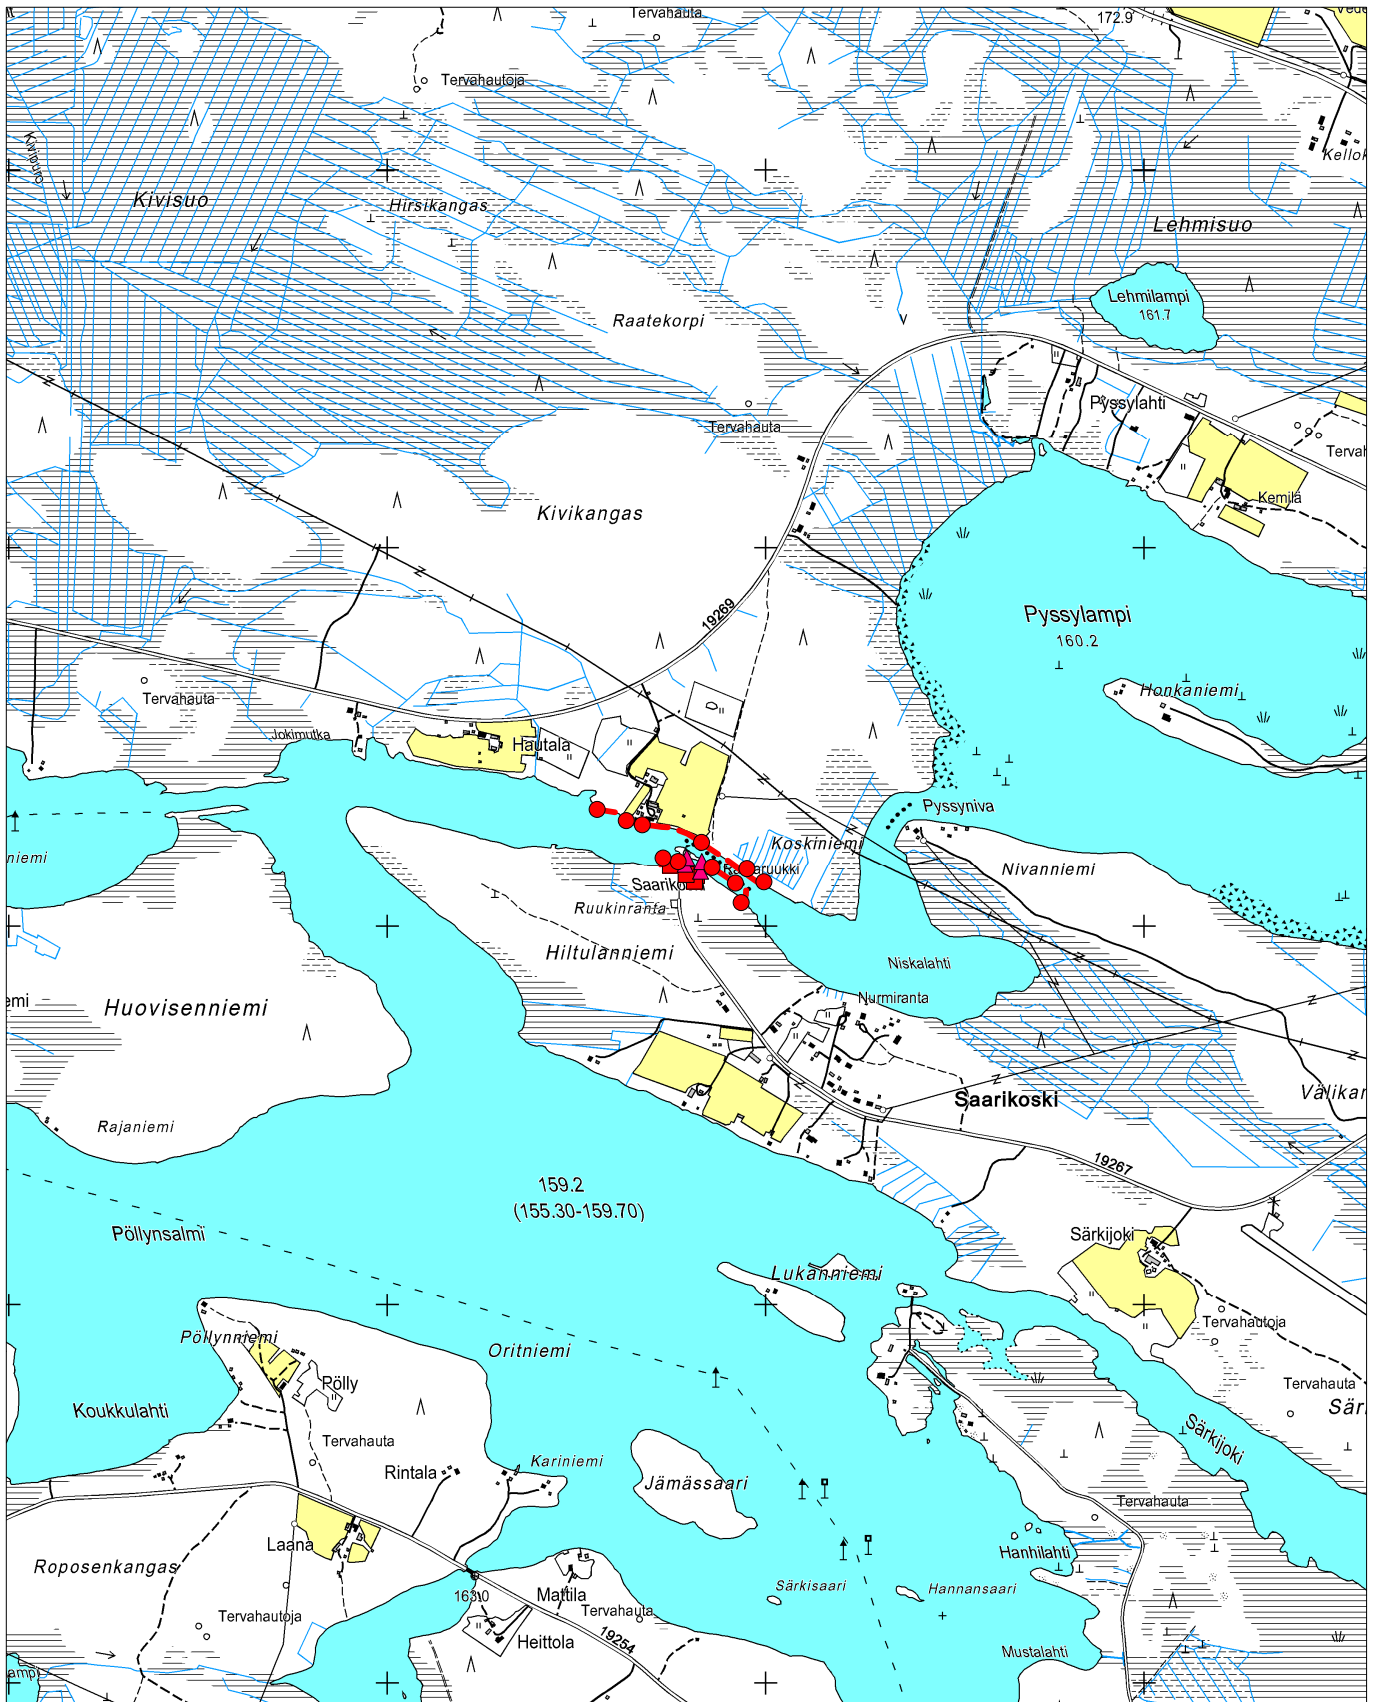 Tervahauta
172.9
Tervahautoja
Kivipuro
Kivisuo
Hirsikangas
Lehmisuo
Lehmilampi
161.7
Raatekorpi
Pyssylahti
Tervahauta
Kivikangas
Kemilä
19269
Pyssylampi
160.2
Honkaniemi
Tervahauta
Jokimutka
Hautala
Pyssyniva
Koskiniemi
Nivanniemi
Ruukinranta
Hiltulanniemi
Niskalahti
Nurmiranta
Huovisenniemi
Saarikoski
Rajaniemi
19267
159.2
(155.30-159.70)
Pöllynsalmi
Särkijoki
Lukanniemi
Tervahautoja
Pöllynniemi
Oritniemi
Pölly
Tervahauta
Koukkulahti
Särkijoki
Tervahauta
Rintala
Kariniemi
Jämässaari
Tervahauta
Laana
Hanhilahti
Roposenkangas
163.0
Mattila
Särkisaari
Hannansaari
Tervahautoja
Tervahauta
Heittola
19254
Mustalahti